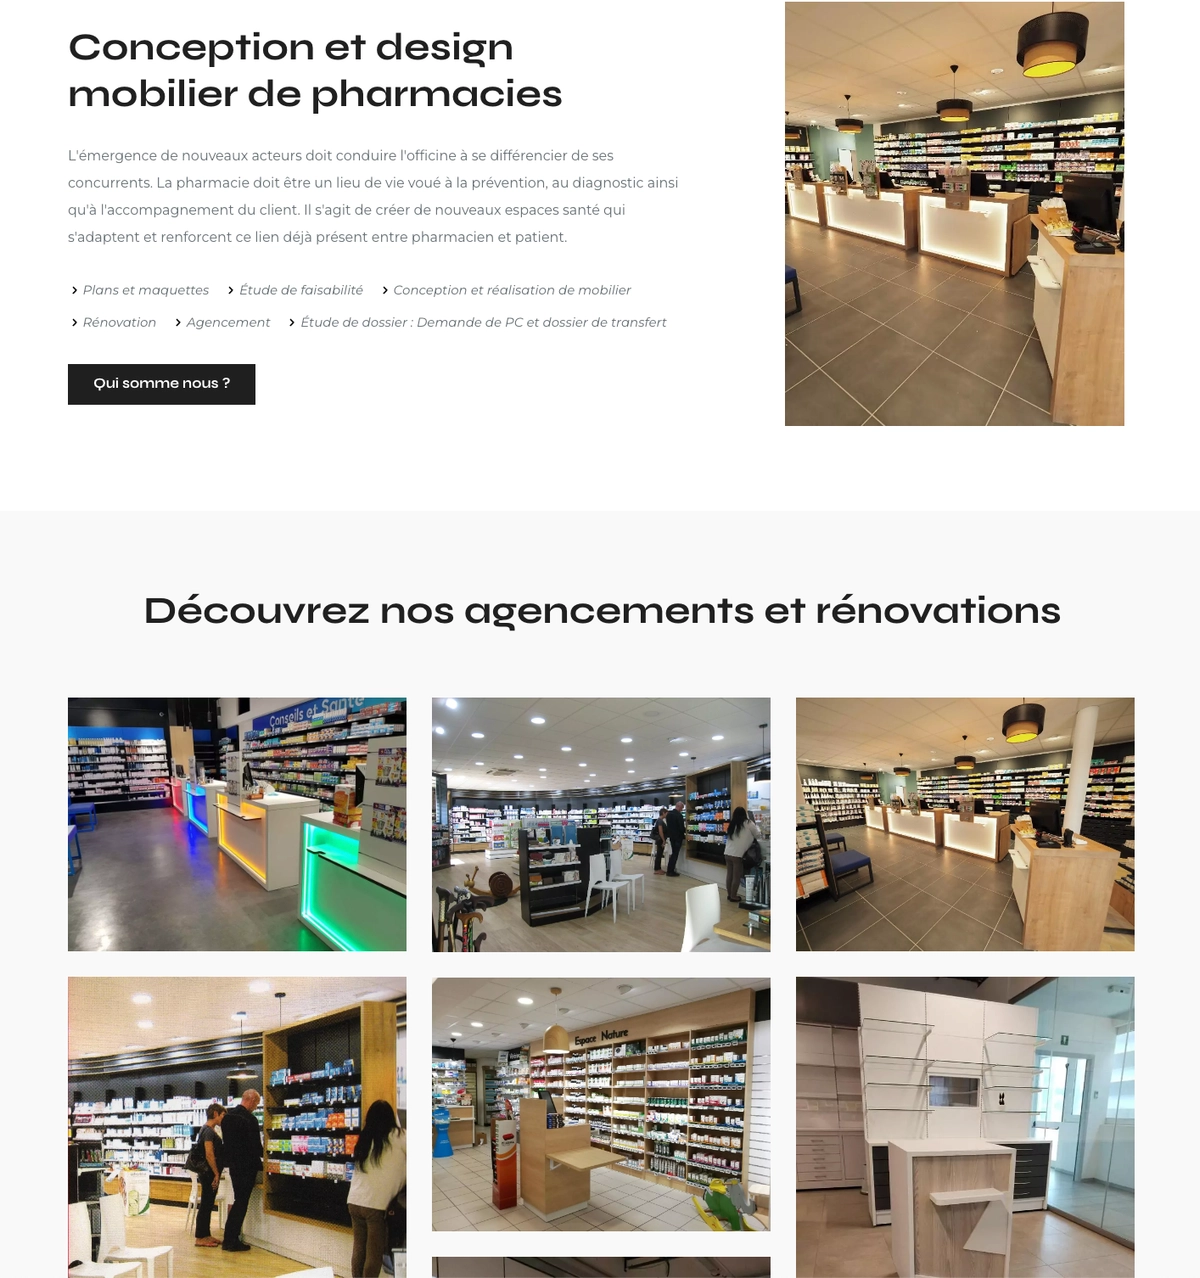 Conception et design
mobilier de pharmacies
L'émergence de nouveaux acteurs doit conduire l'officine à se différencier de ses
concurrents. La pharmacie doit être un lieu de vie voué à la prévention, au diagnostic ainsi
qu'à l'accompagnement du client. Il s'agit de créer de nouveaux espaces santé qui
s'adaptent et renforcent ce lien déjà présent entre pharmacien et patient.
Plans et maquettes Étude de faisabilité Conception et réalisation de mobilier
Rénovation Agencement Étude de dossier : Demande de PC et dossier de transfert
Qui somme nous ?
Découvrez nos agencements et rénovations
Conseils et Santé
Espace Nature